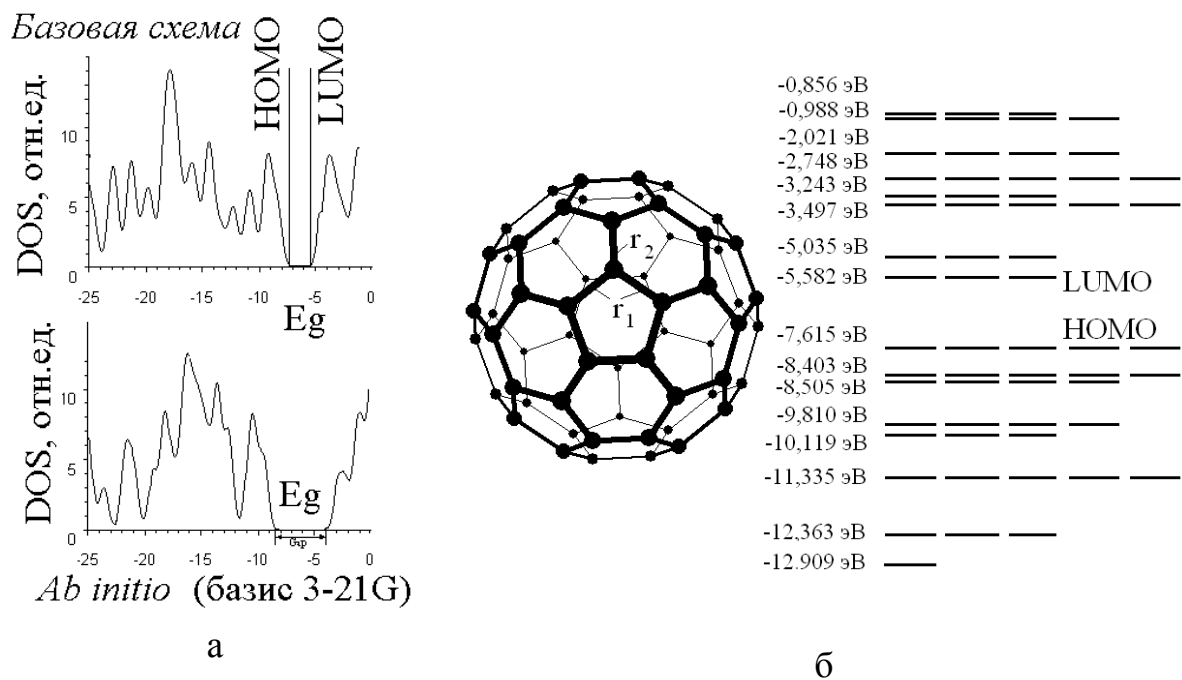 Базовая схема
HOMO
LUMO
DOS, отн.ед.
10
5
0
-25 -20 -15 -10 -5 0
Eg
DOS, отн.ед.
10
5
0
Eg
Gap
-25 -20 -15 -10 -5 0
Ab initio (базис 3-21G)
а
r2
r1
-0,856 эВ
-0,988 эВ
-2,021 эВ
-2,748 эВ
-3,243 эВ
-3,497 эВ
-5,035 эВ
-5,582 эВ
LUMO
HOMO
-7,615 эВ
-8,403 эВ
-8,505 эВ
-9,810 эВ
-10,119 эВ
-11,335 эВ
-12,363 эВ
-12.909 эВ
б